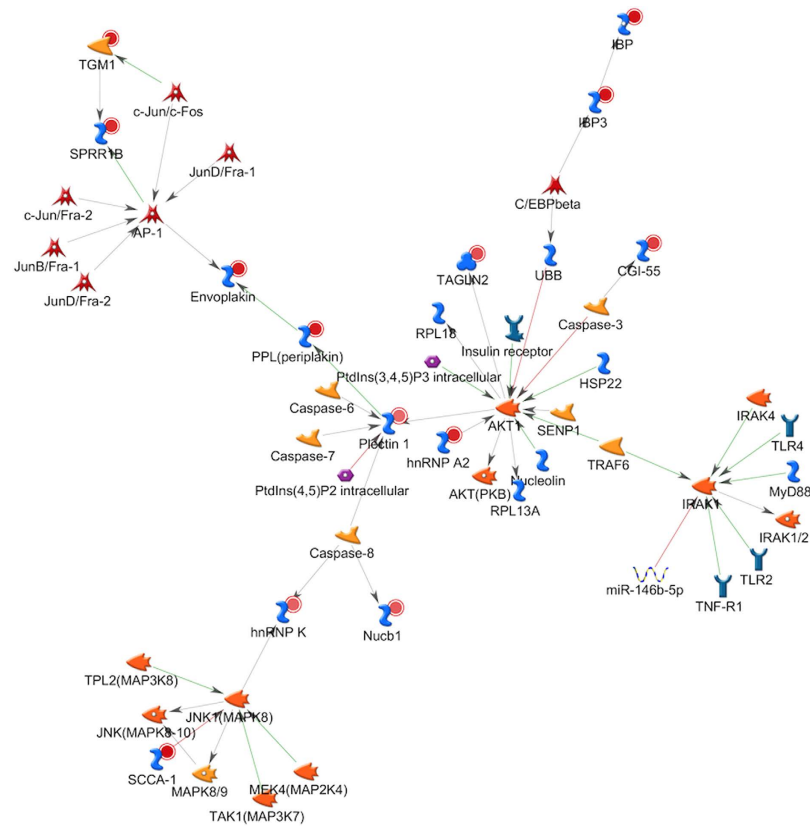 IBP
TGM1
c-Jun/c-Fos
IBP3
SPRR1B
JunD/Fra-1
C/EBPbeta
c-Jun/Fra-2
AP-1
JunB/Fra-1
JunD/Fra-2
Envoplakin
TAGLN2
UBB
CGI-55
RPL18
Caspase-3
Insulin receptor
PPL(periplakin)
PtdIns(3,4,5)P3 intracellular
HSP22
Caspase-6
Plectin 1
AKT1
SENP1
IRAK4
Caspase-7
hnRNP A2
TRAF6
TLR4
PtdIns(4,5)P2 intracellular
AKT(PKB)
Nucleolin
RPL13A
IRAK1
MyD88
IRAK1/2
Caspase-8
miR-146b-5p
TLR2
TNF-R1
hnRNP K
Nucb1
TPL2(MAP3K8)
JNK1(MAPK8)
JNK(MAPK8-10)
SCCA-1
MAPK8/9
MEK4(MAP2K4)
TAK1(MAP3K7)